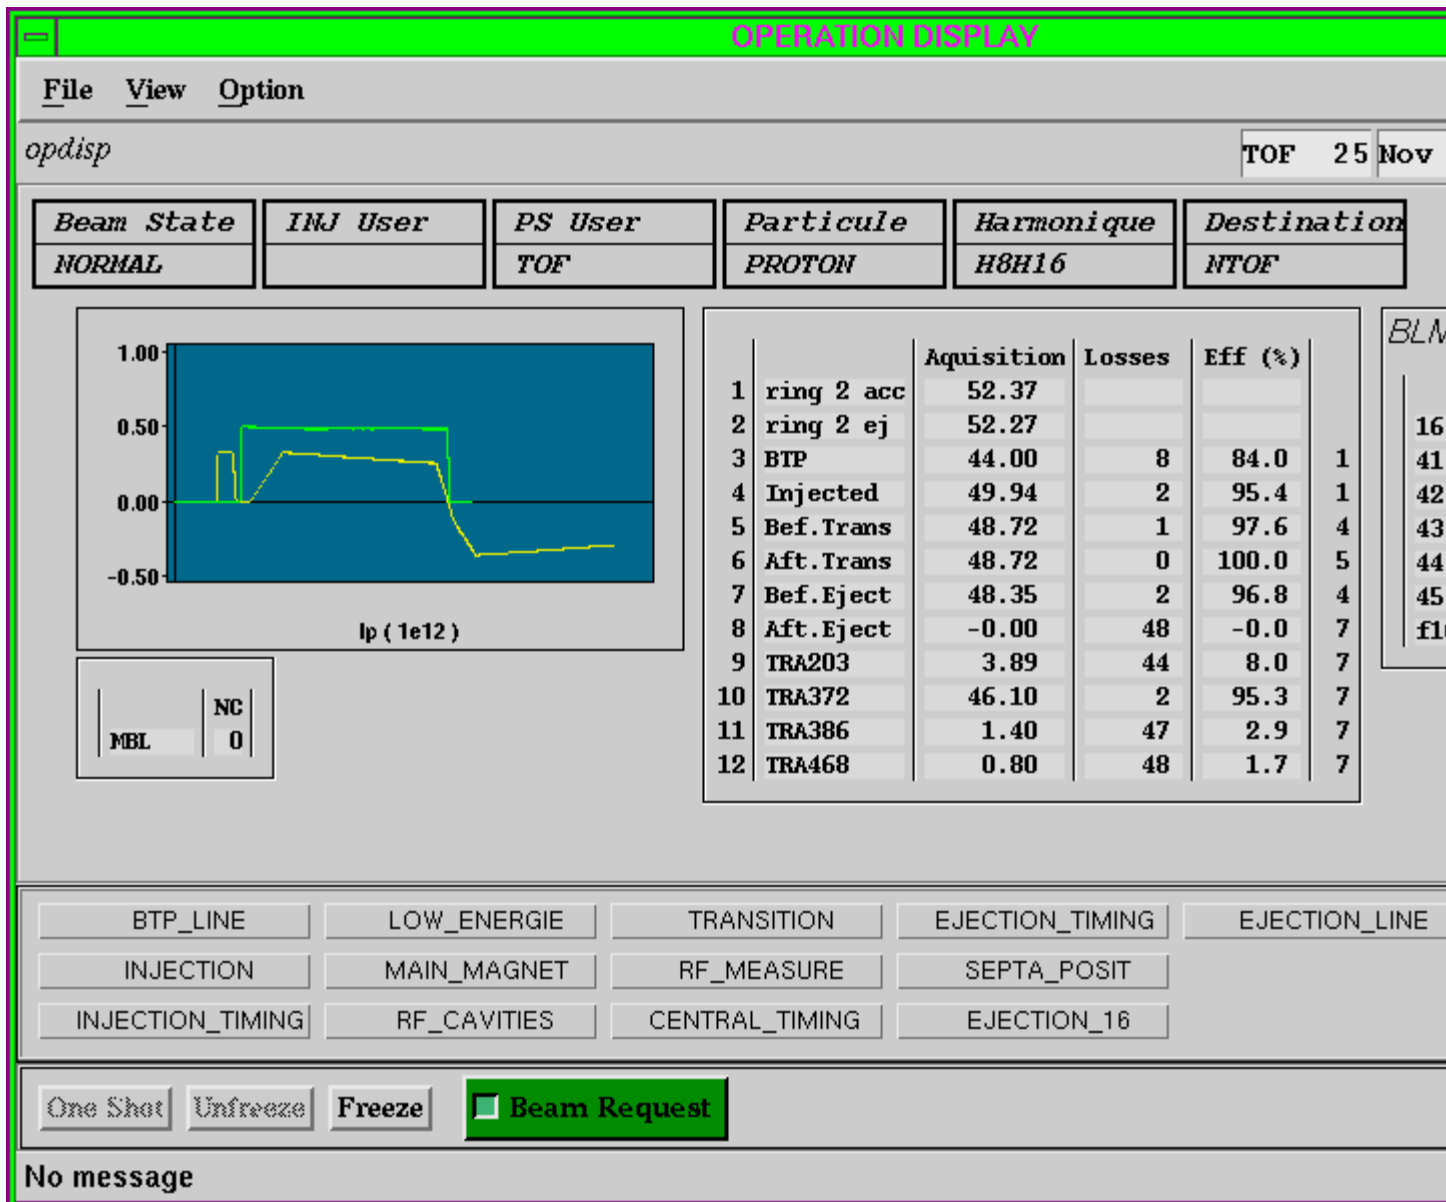 OPERATION DISPLAY
File View Option
opdisp
TOF 25 Nov
Beam State INJ User PS User Particule Harmonique Destination
NORMAL TOF PROTON H8H16 NTOF
1.00
0.50
0.00
-0.50
Ip ( 1e12 )
NC
MBL 0
Aquisition Losses Eff (%)
1 ring 2 acc 52.37
2 ring 2 ej 52.27
3 BTP 44.00 8 84.0 1
4 Injected 49.94 2 95.4 1
5 Bef.Trans 48.72 1 97.6 4
6 Aft.Trans 48.72 0 100.0 5
7 Bef.Eject 48.35 2 96.8 4
8 Aft.Eject -0.00 48 -0.0 7
9 TRA203 3.89 44 8.0 7
10 TRA372 46.10 2 95.3 7
11 TRA386 1.40 47 2.9 7
12 TRA468 0.80 48 1.7 7
16
41
42
43
44
45
BTP_LINE LOW_ENERGIE TRANSITION EJECTION_TIMING EJECTION_LINE
INJECTION MAIN_MAGNET RF_MEASURE SEPTA_POSIT
INJECTION_TIMING RF_CAVITIES CENTRAL_TIMING EJECTION_16
One Shot Unfreeze Freeze Beam Request
No message